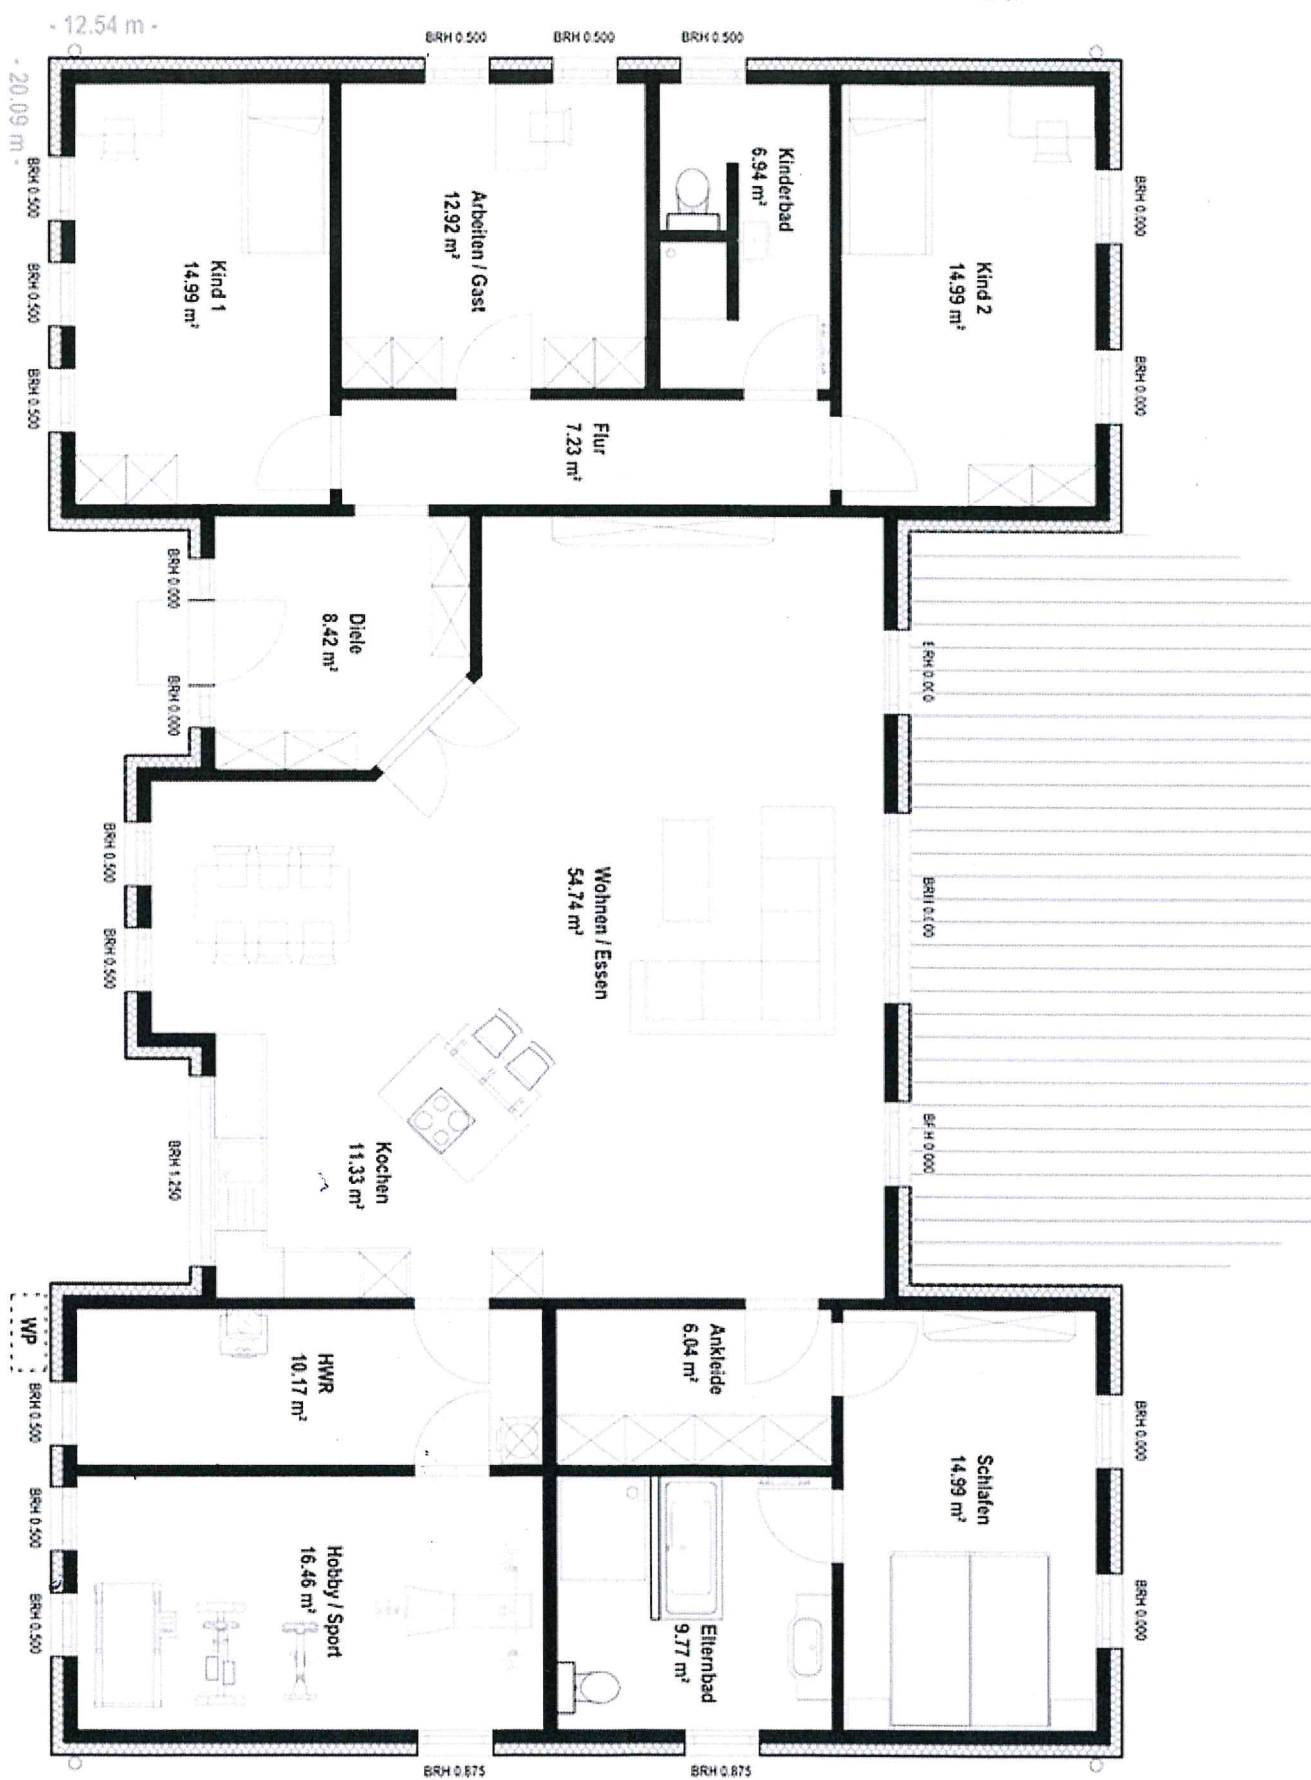 - 12.54 m -
- 20.09 m -
BRH 0.500
BRH 0.500
BRH 0.500
BRH 0.500
BRH 0.500
BRH 0.500
Kind 1
14.99 m²
Arbeiten / Gast
12.92 m²
Kinderbad
6.94 m²
Kind 2
14.99 m²
BRH 0.000
BRH 0.000
Flur
7.23 m²
BRH 0.000
BRH 0.000
Diele
8.42 m²
BRH 0.000
BRH 0.000
BRH 0.000
Wohnen / Essen
54.74 m²
BRH 0.500
BRH 0.500
Kochen
11.33 m²
BRH 1.250
WP
HWR
10.17 m²
Ankleide
6.04 m²
Schlafen
14.99 m²
BRH 0.000
BRH 0.000
BRH 0.500
BRH 0.500
BRH 0.500
Hobby / Sport
16.46 m²
Elternbad
9.77 m²
BRH 0.875
BRH 0.875